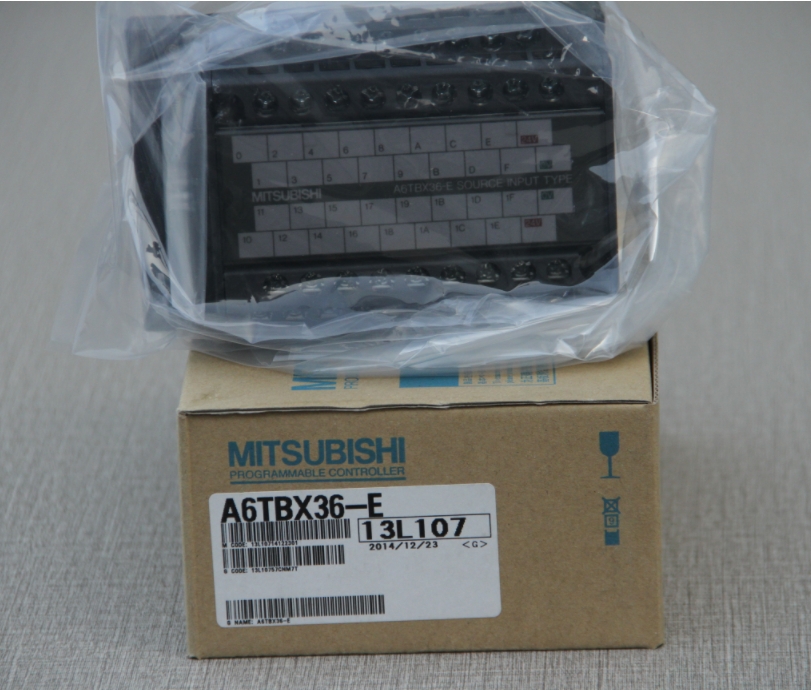 0 2 4 6 8 A C E
1 3 5 7 9 B D F
A6TBX36-E SOURCE INPUT TYPE
MITSUBISHI
11 13 15 17 19 1B 1D 1F
10 12 14 16 18 1A 1C 1E
MITSUBISHI
PROGRAMMABLE CONTROLLER
A6TBX36-E
13L107
2014/12/23 <G>
G NAME: A6TBX36-E